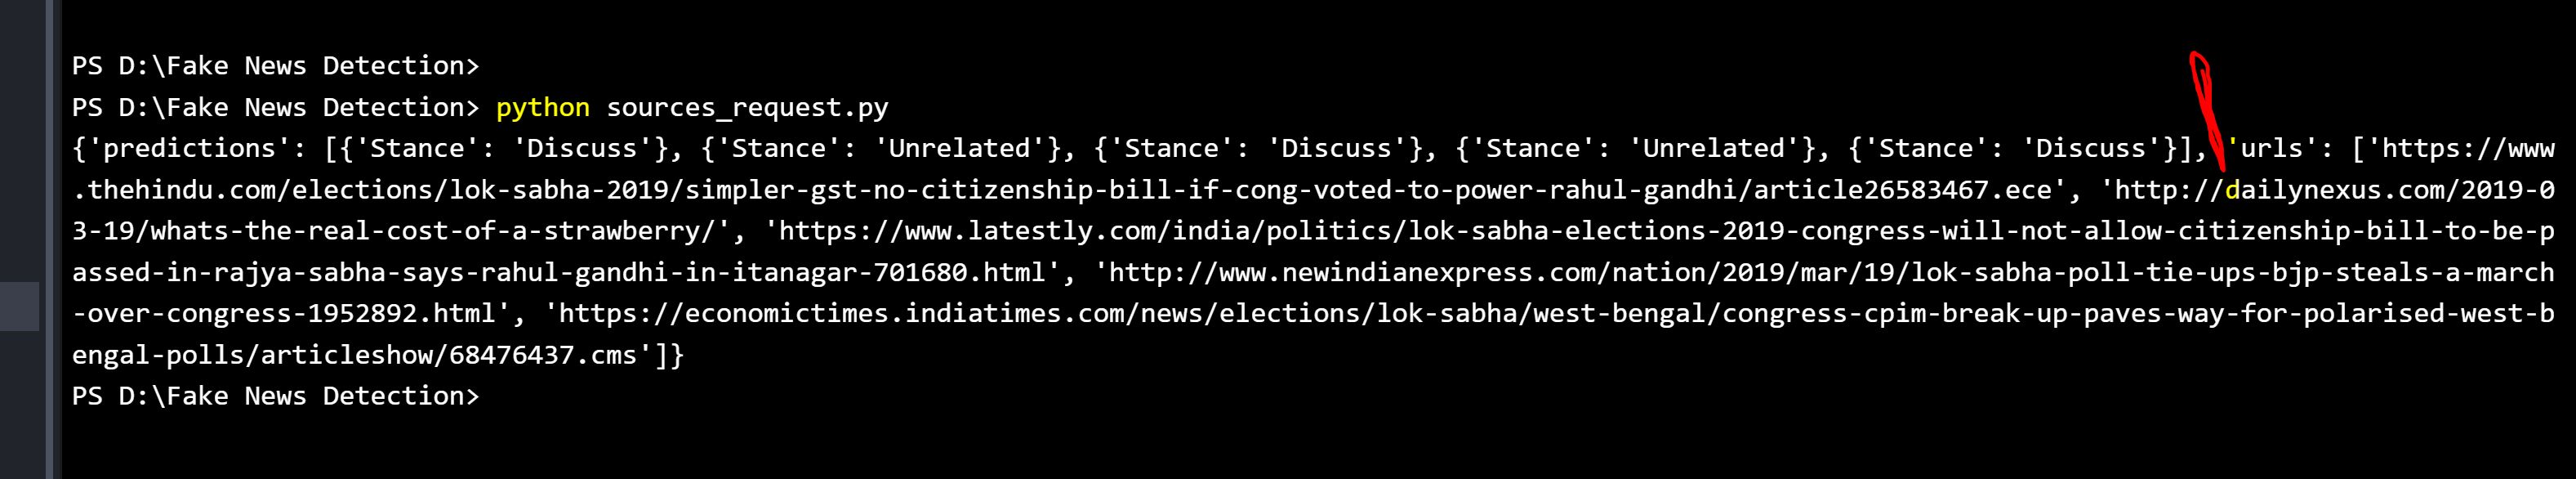 PS D:\Fake News Detection>
PS D:\Fake News Detection> python sources_request.py
{'predictions': [{'Stance': 'Discuss'}, {'Stance': 'Unrelated'}, {'Stance': 'Discuss'}, {'Stance': 'Unrelated'}, {'Stance': 'Discuss'}], 'urls': ['https://www
.thehindu.com/elections/lok-sabha-2019/simpler-gst-no-citizenship-bill-if-cong-voted-to-power-rahul-gandhi/article26583467.ece', 'http://dailynexus.com/2019-0
3-19/whats-the-real-cost-of-a-strawberry/', 'https://www.latestly.com/india/politics/lok-sabha-elections-2019-congress-will-not-allow-citizenship-bill-to-be-p
assed-in-rajya-sabha-says-rahul-gandhi-in-itanagar-701680.html', 'http://www.newindianexpress.com/nation/2019/mar/19/lok-sabha-poll-tie-ups-bjp-steals-a-march
-over-congress-1952892.html', 'https://economictimes.indiatimes.com/news/elections/lok-sabha/west-bengal/congress-cpim-break-up-paves-way-for-polarised-west-b
engal-polls/articleshow/68476437.cms']}
PS D:\Fake News Detection>